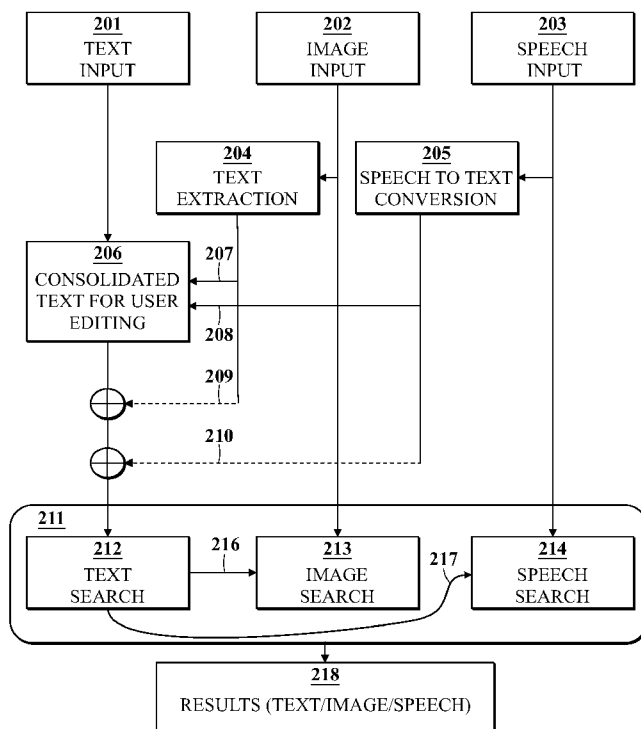 201
TEXT
INPUT
202
IMAGE
INPUT
203
SPEECH
INPUT
204
TEXT
EXTRACTION
205
SPEECH TO TEXT
CONVERSION
206
CONSOLIDATED
TEXT FOR USER
EDITING
207
208
209
210
211
212
TEXT
SEARCH
216
213
IMAGE
SEARCH
217
214
SPEECH
SEARCH
218
RESULTS (TEXT/IMAGE/SPEECH)